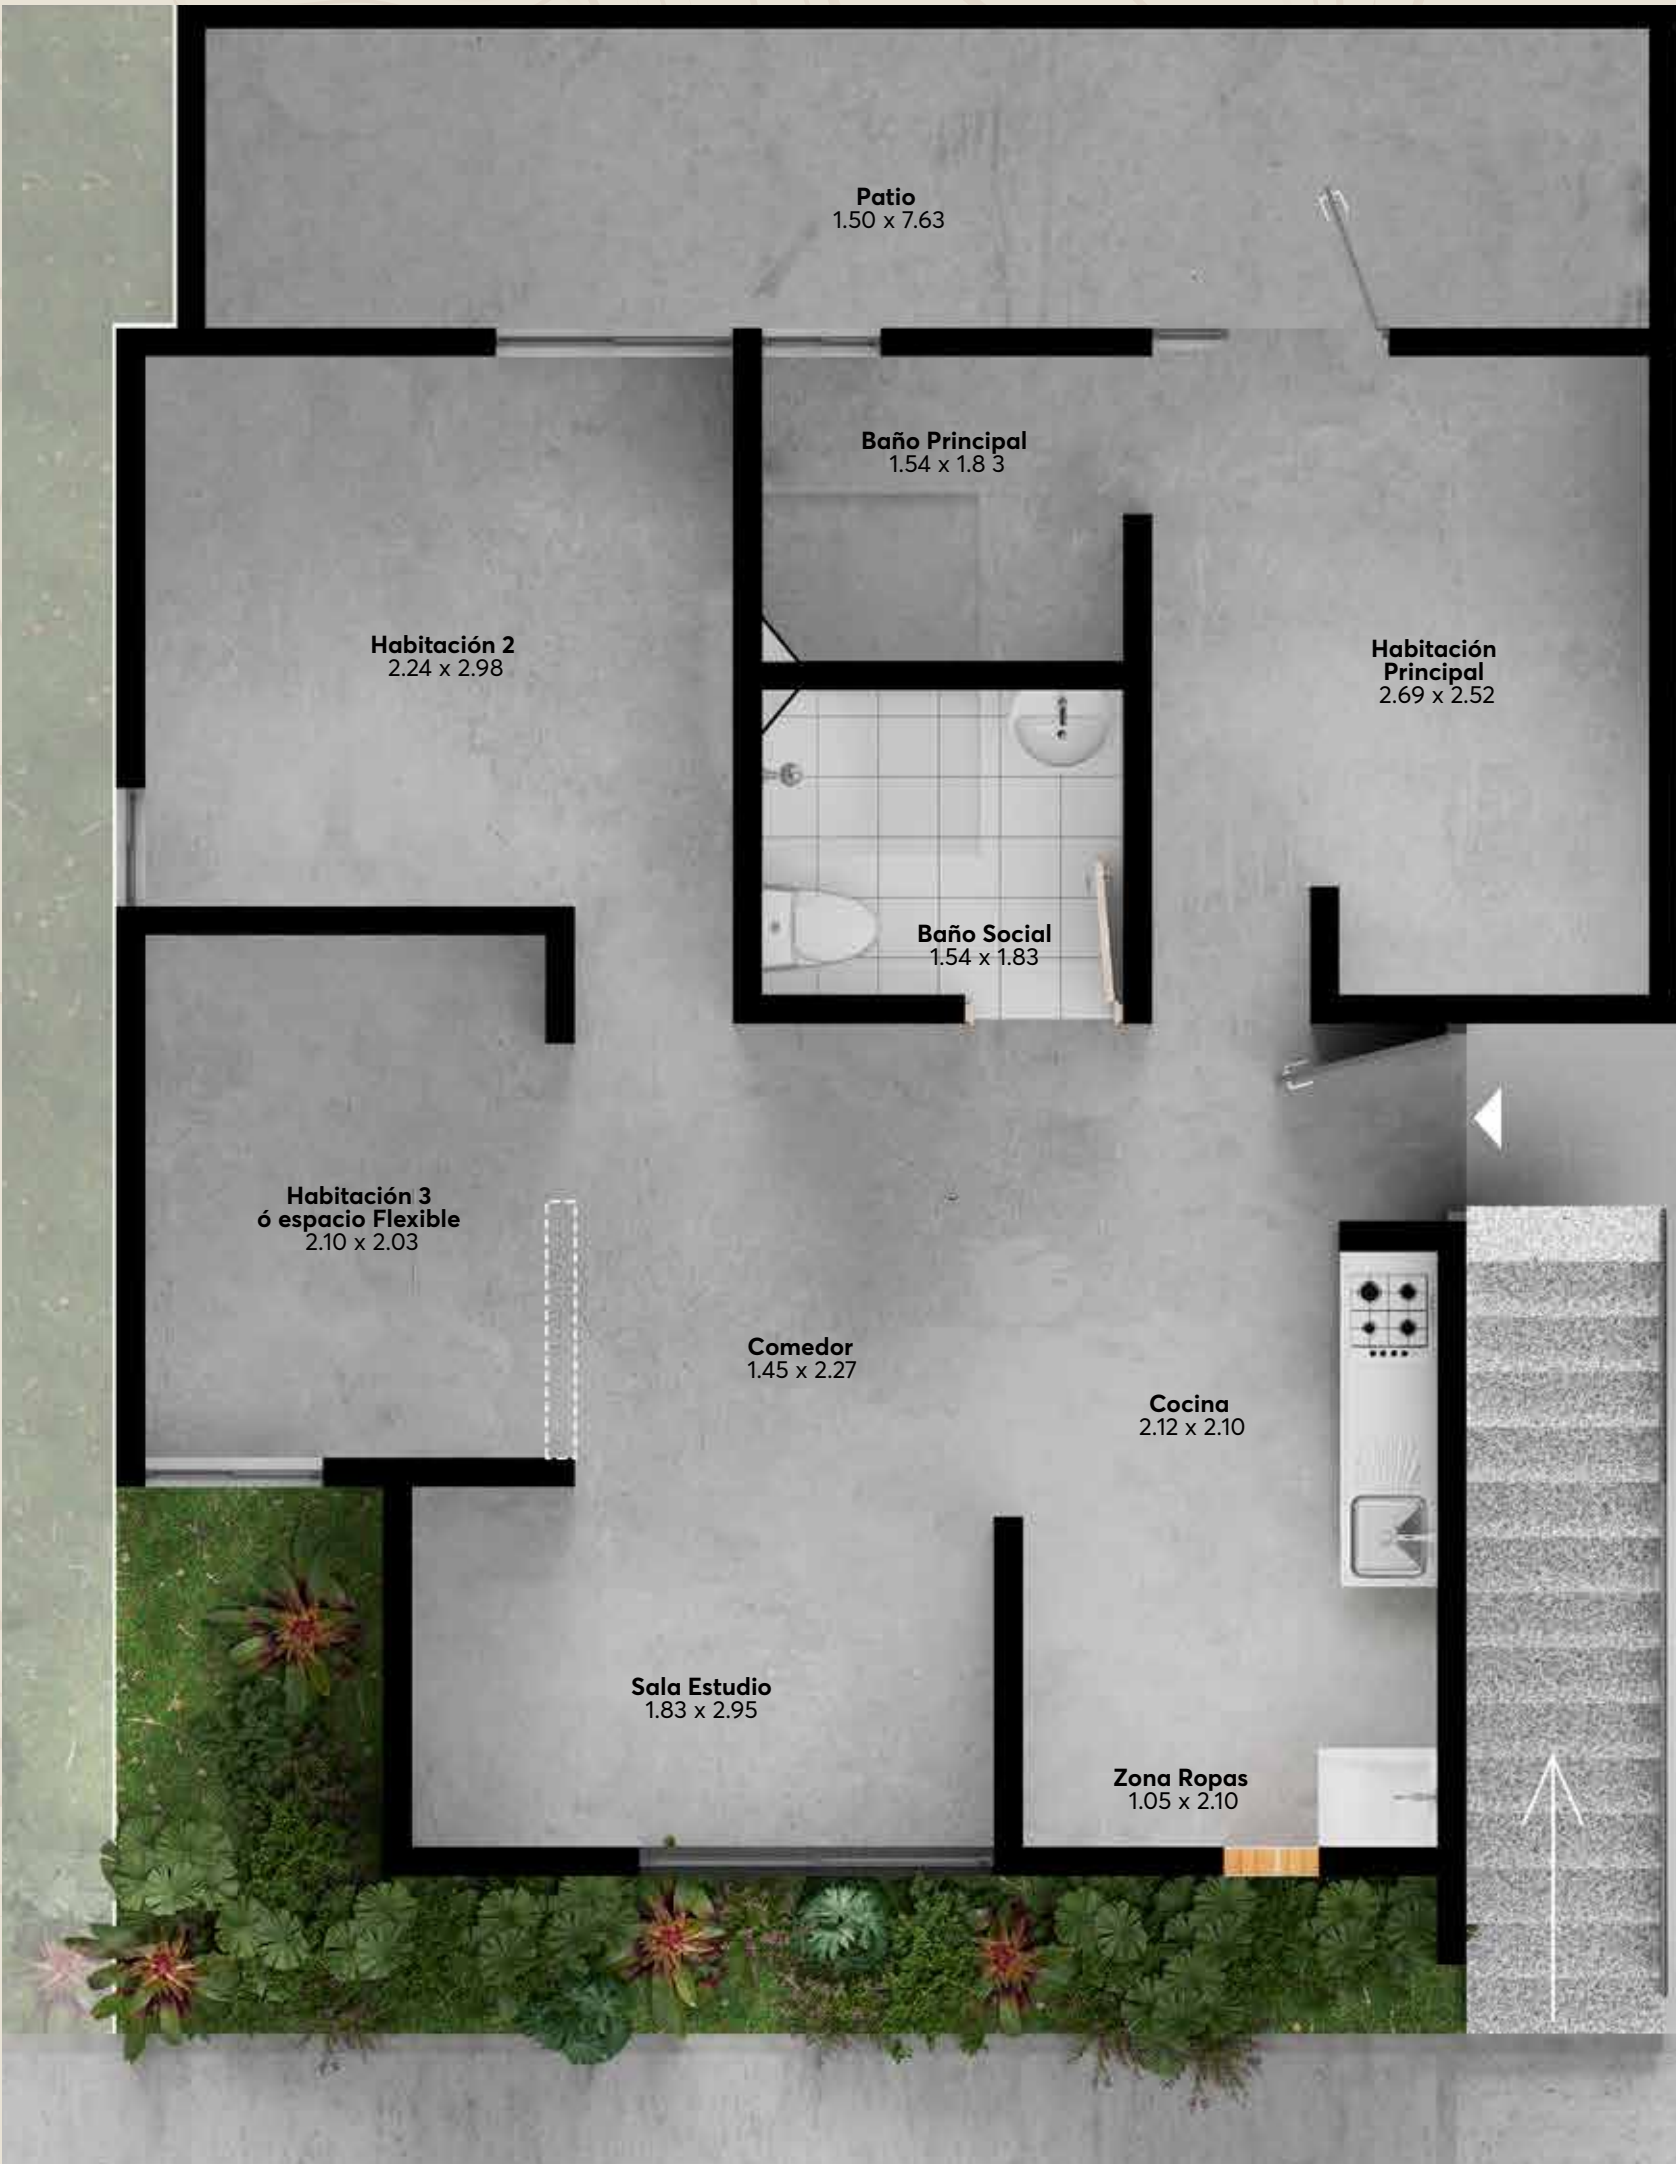 Patio
1.50 x 7.63
Baño Principal
1.54 x 1.8 3
Habitación 2
2.24 x 2.98
Habitación
Principal
2.69 x 2.52
Baño Social
1.54 x 1.83
Habitación 3
ó espacio Flexible
2.10 x 2.03
Comedor
1.45 x 2.27
Cocina
2.12 x 2.10
Sala Estudio
1.83 x 2.95
Zona Ropas
1.05 x 2.10